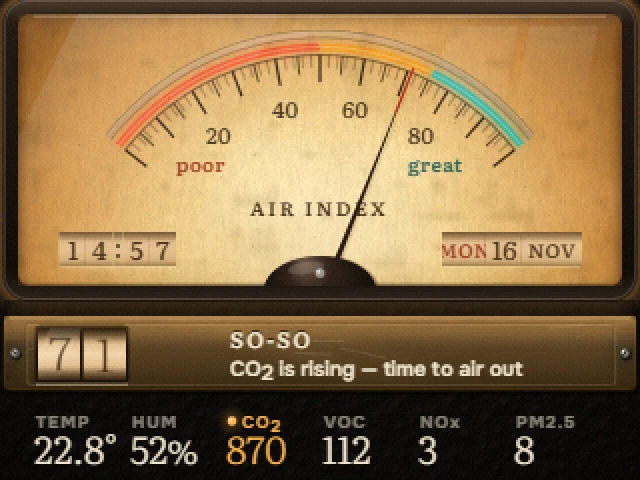 40 60
20 80
poor great
AIR INDEX
14:57 MON 16 NOV
71 SO-SO
CO2 is rising — time to air out
TEMP HUM CO2 VOC NOx PM2.5
22.8° 52% 870 112 3 8